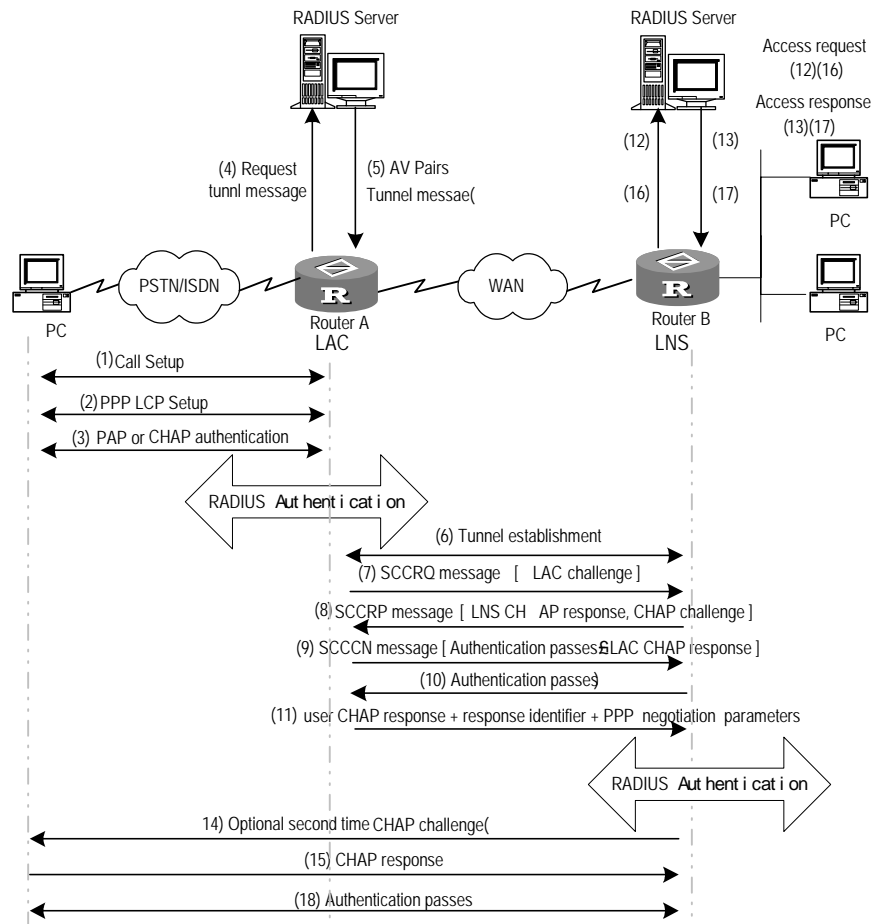 RADIUS Server
RADIUS Server
Access request
(12)(16)
Access response
(13)(17)
(4) Request
tunnl message
(5) AV Pairs
Tunnel messae(
(12)
(13)
(16)
(17)
PC
PSTN/ISDN
WAN
R
R
PC
Router A
LAC
Router B
LNS
PC
(1) Call Setup
(2) PPP LCP Setup
(3) PAP or CHAP authentication
RADIUS Authentication
(6) Tunnel establishment
(7) SCCRQ message [ LAC challenge ]
(8) SCCRP message [ LNS CH AP response, CHAP challenge ]
(9) SCCCN message [ Authentication passes£LAC CHAP response ]
(10) Authentication passes)
(11) user CHAP response + response identifier + PPP negotiation parameters
RADIUS Authentication
14) Optional second time CHAP challenge(
(15) CHAP response
(18) Authentication passes